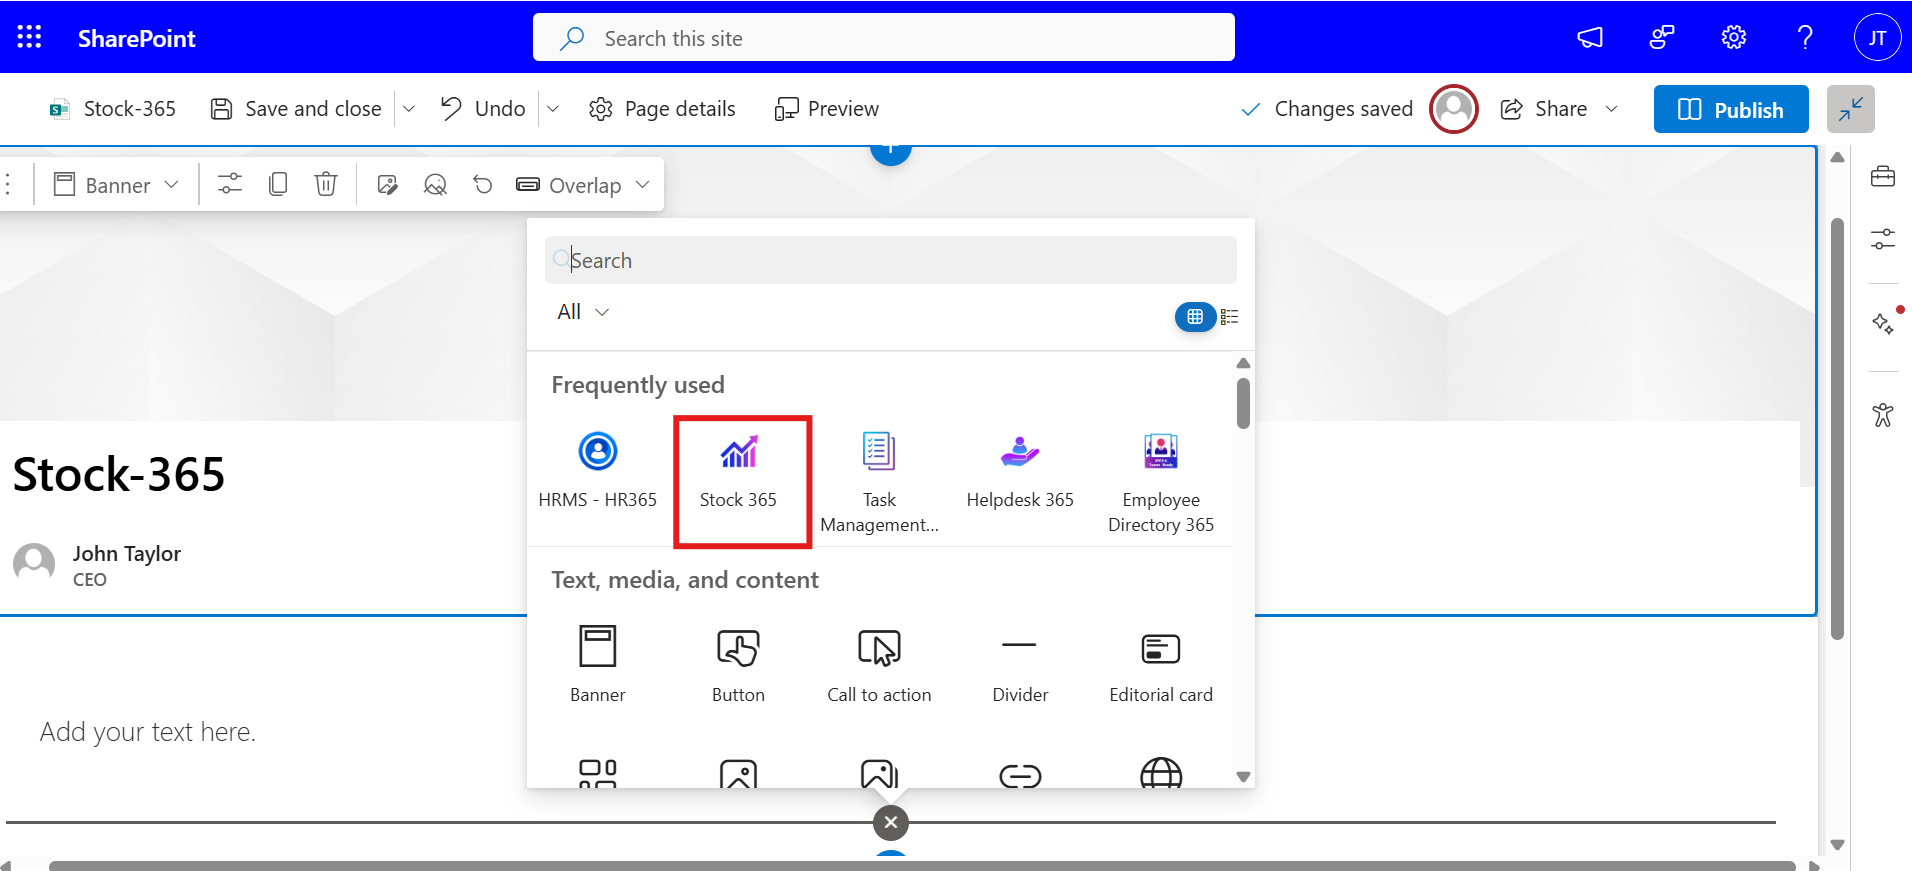 SharePoint
Search this site
JT
Stock-365
Save and close
Undo
Page details
Preview
Changes saved
Share
Publish
Banner
Overlap
Search
All
Frequently used
HRMS - HR365
Stock 365
Task
Management...
Helpdesk 365
Employee
Directory 365
Stock-365
John Taylor
CEO
Text, media, and content
Banner
Button
Call to action
Divider
Editorial card
Add your text here.